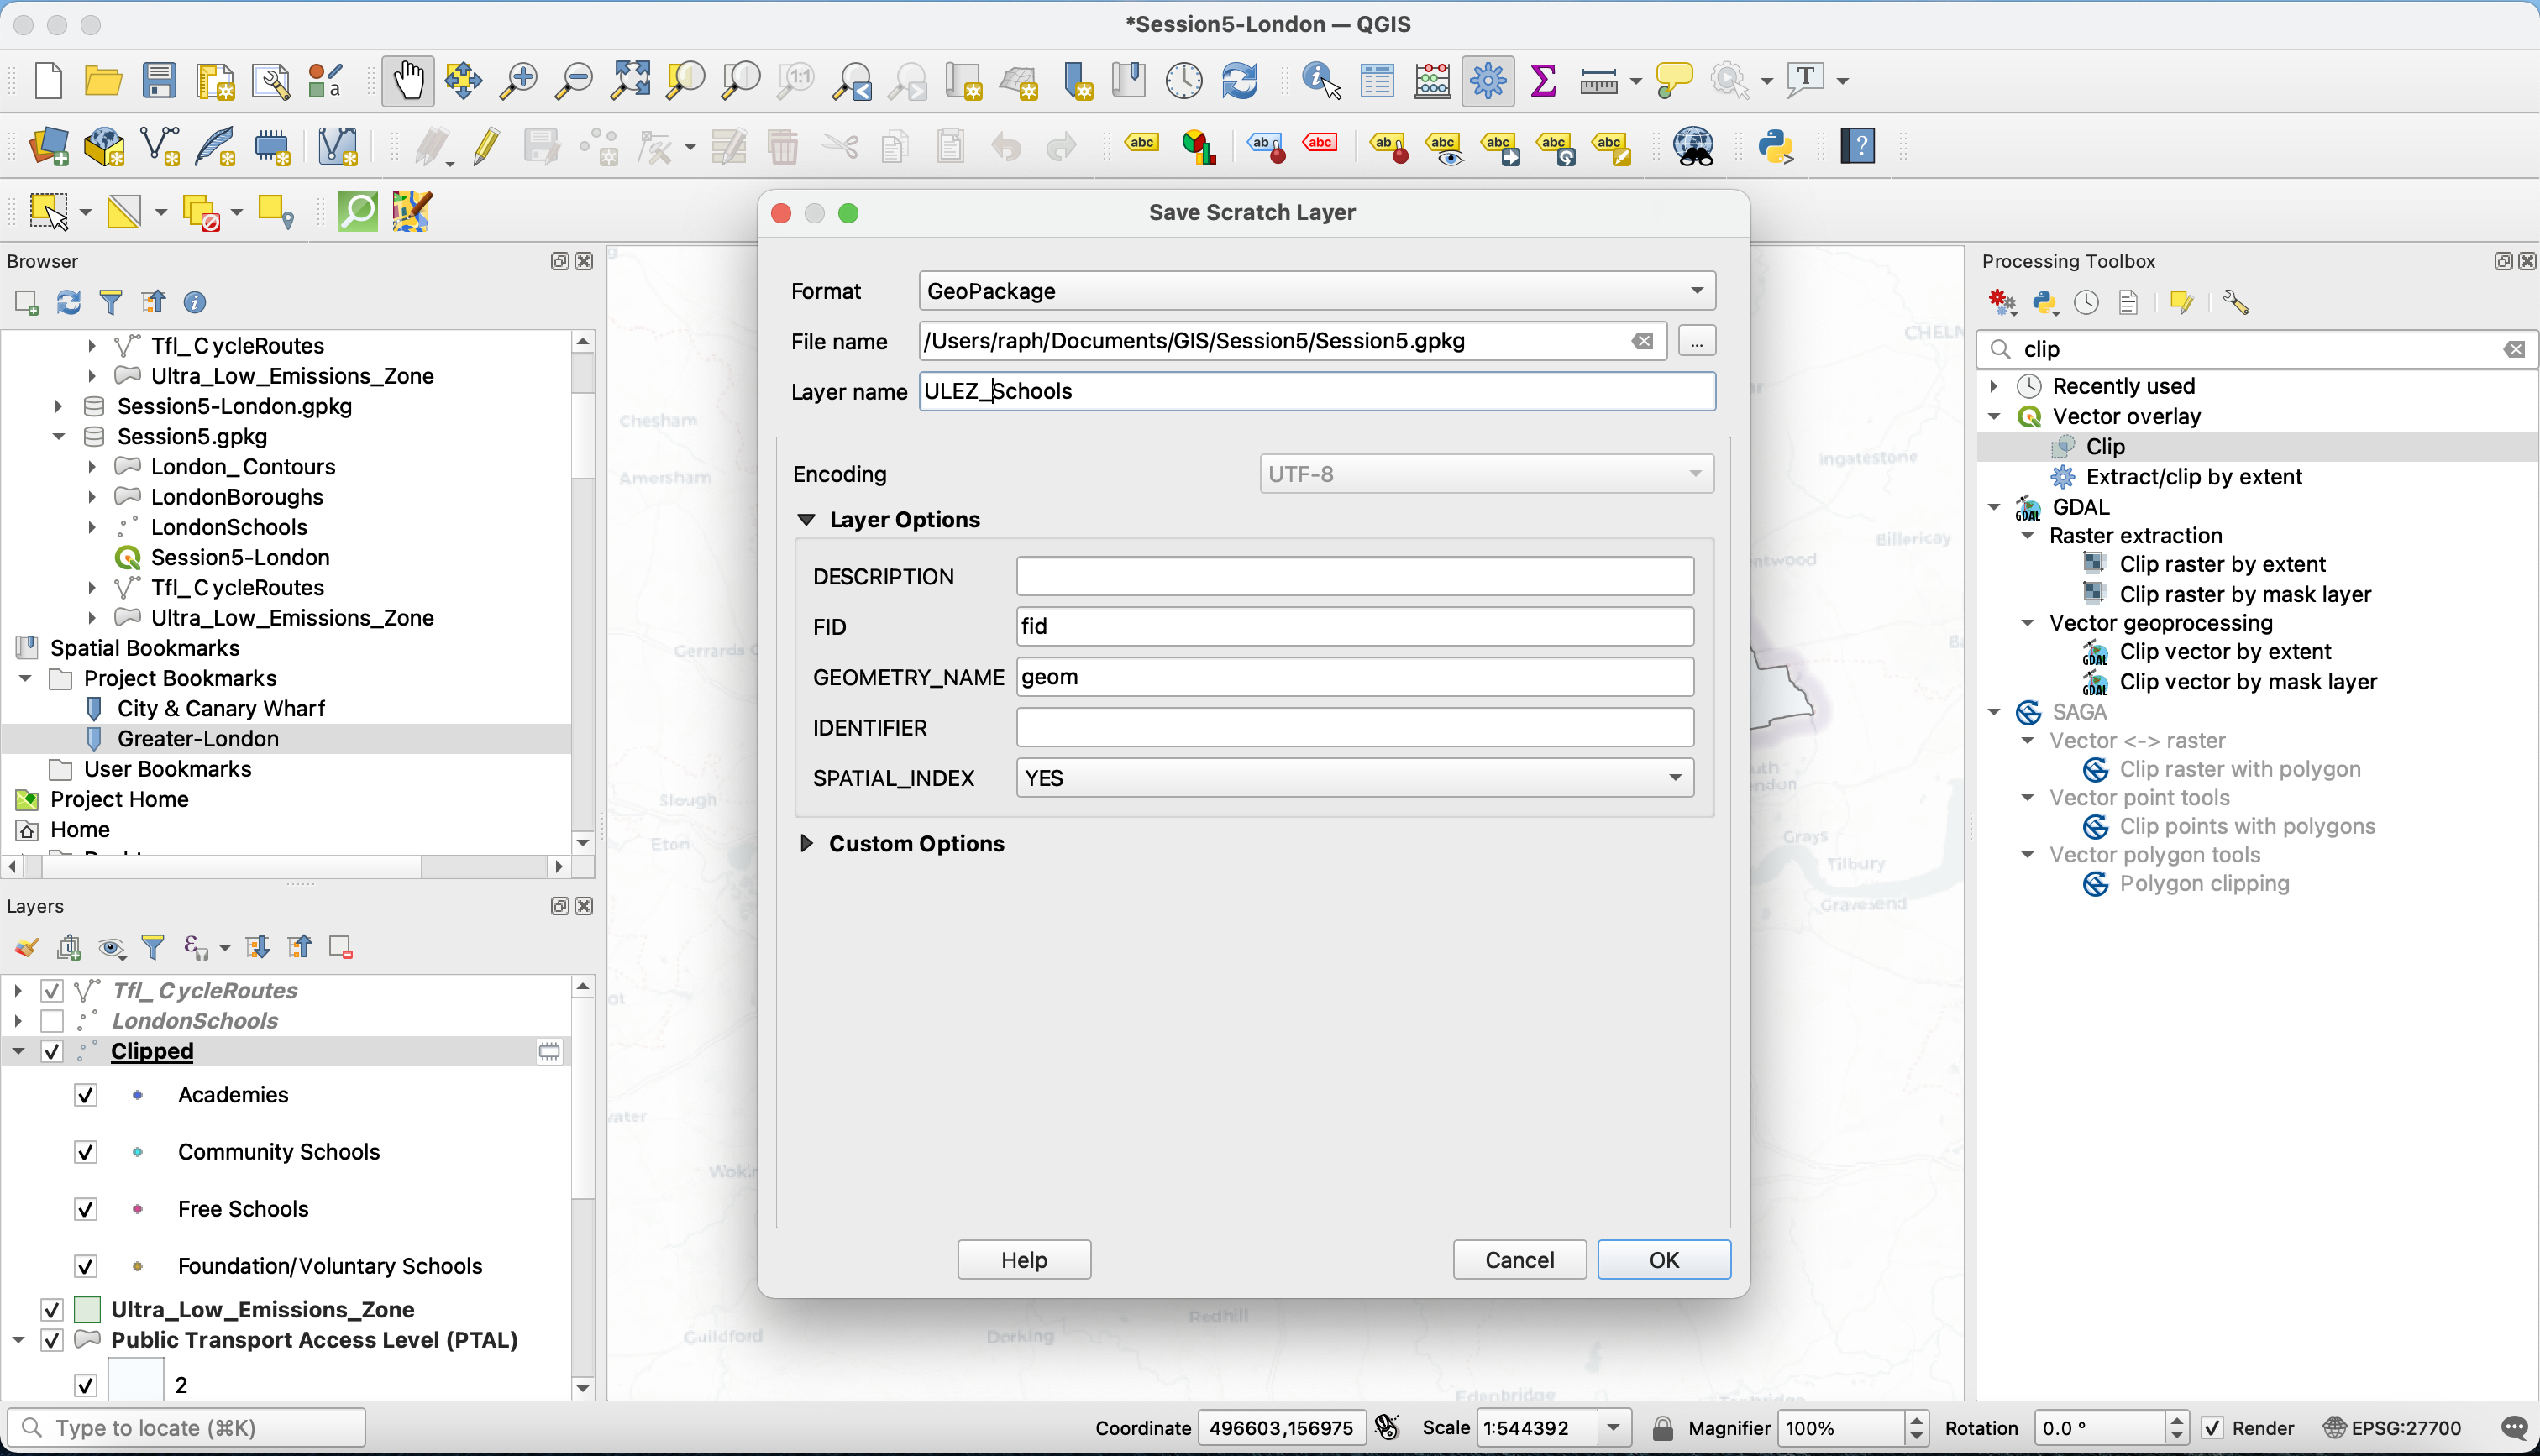 *Session5-London — QGIS
Browser
Tfl_CycleRoutes
Ultra_Low_Emissions_Zone
Session5-London.gpkg
Session5.gpkg
London_Contours
LondonBoroughs
LondonSchools
Session5-London
Tfl_CycleRoutes
Ultra_Low_Emissions_Zone
Spatial Bookmarks
Project Bookmarks
City & Canary Wharf
Greater-London
User Bookmarks
Project Home
Home
Layers
Tfl_CycleRoutes
LondonSchools
Clipped
Academies
Community Schools
Free Schools
Foundation/Voluntary Schools
Ultra_Low_Emissions_Zone
Public Transport Access Level (PTAL)
2
Save Scratch Layer
Format GeoPackage
File name /Users/raph/Documents/GIS/Session5/Session5.gpkg ...
Layer name ULEZ_Schools
Encoding UTF-8
Layer Options
DESCRIPTION
FID fid
GEOMETRY_NAME geom
IDENTIFIER
SPATIAL_INDEX YES
Custom Options
Help Cancel OK
Chesham
Amersham
Gerrards
Slough
Eton
Guildford
Dorking
Redhill
Edenbridge
Ingatestone
Billericay
Grays
Tilbury
Gravesend
Processing Toolbox
clip
Recently used
Vector overlay
Clip
Extract/clip by extent
GDAL
Raster extraction
Clip raster by extent
Clip raster by mask layer
Vector geoprocessing
Clip vector by extent
Clip vector by mask layer
SAGA
Vector <-> raster
Clip raster with polygon
Vector point tools
Clip points with polygons
Vector polygon tools
Polygon clipping
Type to locate (⌘K) Coordinate 496603,156975 Scale 1:544392 Magnifier 100% Rotation 0.0 ° Render EPSG:27700